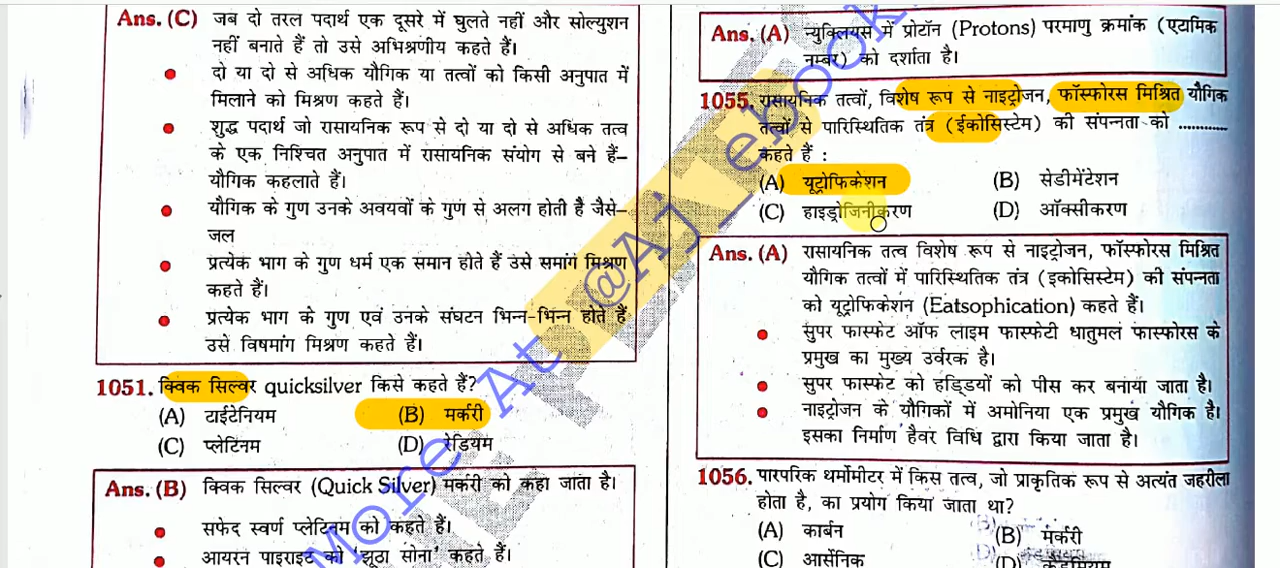 Ans. (C) जब दो तरल पदार्थ एक दूसरे में घुलते नहीं और सोल्युशन
नहीं बनाते हैं तो उसे अभिश्रणीय कहते हैं।
● दो या दो से अधिक यौगिक या तत्वों को किसी अनुपात में
मिलाने को मिश्रण कहते हैं।
● शुद्ध पदार्थ जो रासायनिक रूप से दो या दो से अधिक तत्व
के एक निश्चित अनुपात में रासायनिक संयोग से बने हैं–
यौगिक कहलाते हैं।
● यौगिक के गुण उनके अवयवों के गुण से अलग होती है जैसे–
जल
● प्रत्येक भाग के गुण धर्म एक समान होते हैं उसे समांग मिश्रण
कहते हैं।
● प्रत्येक भाग के गुण एवं उनके संघटन भिन्न-भिन्न होते हैं
उसे विषमांग मिश्रण कहते हैं।
1051. क्विक सिल्वर quicksilver किसे कहते हैं?
(A) टाईटेनियम (B) मर्करी
(C) प्लेटिनम (D) रेडियम
Ans. (B) क्विक सिल्वर (Quick Silver) मर्करी को कहा जाता है।
● सफेद स्वर्ण प्लेटिनम को कहते हैं।
● आयरन पाइराइट को 'झूठा सोना' कहते हैं।
Ans. (A) न्युक्लियस में प्रोटॉन (Protons) परमाणु क्रमांक (एटामिक
नम्बर) को दर्शाता है।
1055. रासायनिक तत्वों, विशेष रूप से नाइट्रोजन, फॉस्फोरस मिश्रित यौगिक
तत्वों से पारिस्थितिक तंत्र (ईकोसिस्टेम) की संपन्नता को ............
कहते हैं :
(A) यूट्रोफिकेशन (B) सेडीमेंटेशन
(C) हाइड्रोजिनीकरण (D) ऑक्सीकरण
Ans. (A) रासायनिक तत्व विशेष रूप से नाइट्रोजन, फॉस्फोरस मिश्रित
यौगिक तत्वों में पारिस्थितिक तंत्र (इकोसिस्टेम) की संपन्नता
को यूट्रोफिकेशन (Eatsophication) कहते हैं।
● सुपर फास्फेट ऑफ लाइम फास्फेटी धातुमलं फास्फोरस के
प्रमुख का मुख्य उर्वरक है।
● सुपर फास्फेट को हड्डियों को पीस कर बनाया जाता है।
● नाइट्रोजन के यौगिकों में अमोनिया एक प्रमुख यौगिक है।
इसका निर्माण हैवर विधि द्वारा किया जाता है।
1056. पारपरिक थर्मोमीटर में किस तत्व, जो प्राकृतिक रूप से अत्यंत जहरीला
होता है, का प्रयोग किया जाता था?
(A) कार्बन (B) मर्करी
(C) आर्सेनिक (D) कैडमियम
More At @Aj_ebook